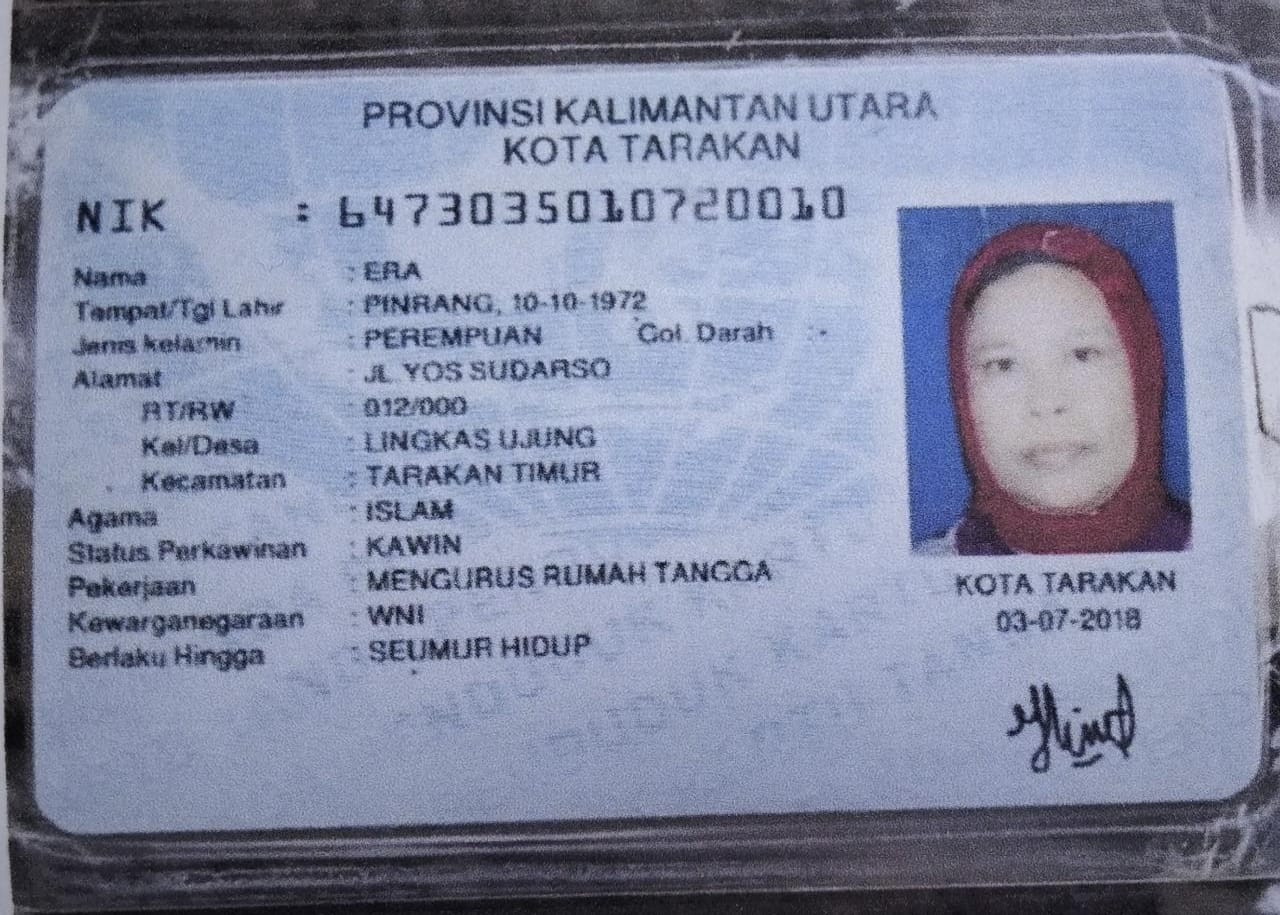 PROVINSI KALIMANTAN UTARA
KOTA TARAKAN
NIK : 6473035010720010
Nama : ERA
Tempat/Tgl Lahir : PINRANG, 10-10-1972
Jenis kelamin : PEREMPUAN Gol. Darah : -
Alamat : JL YOS SUDARSO
RT/RW : 012/000
Kel/Desa : LINGKAS UJUNG
Kecamatan : TARAKAN TIMUR
Agama : ISLAM
Status Perkawinan : KAWIN
Pekerjaan : MENGURUS RUMAH TANGGA
Kewarganegaraan : WNI
Berlaku Hingga : SEUMUR HIDUP
KOTA TARAKAN
03-07-2018